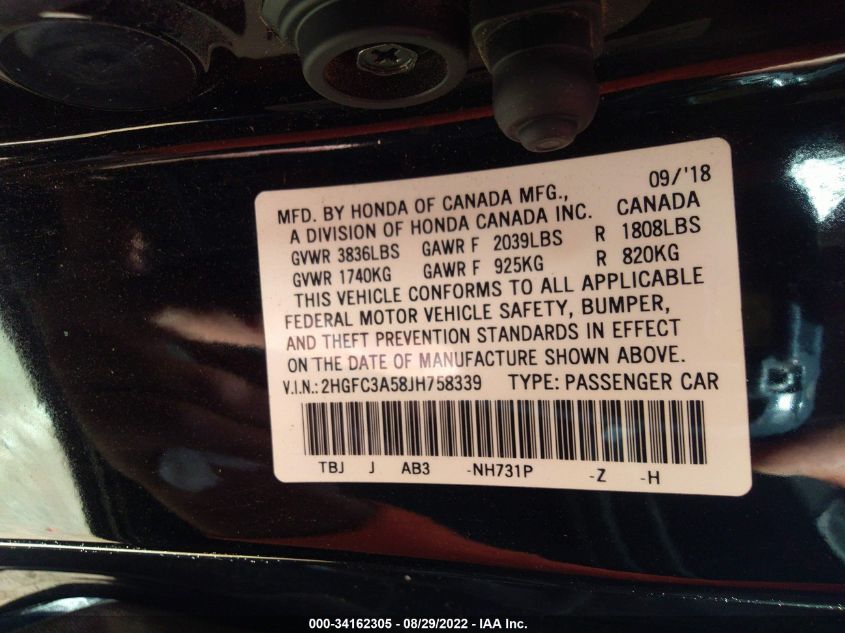 09/'18
MFD. BY HONDA OF CANADA MFG.,
A DIVISION OF HONDA CANADA INC. CANADA
GVWR 3836LBS GAWR F 2039LBS R 1808LBS
GVWR 1740KG GAWR F 925KG R 820KG
THIS VEHICLE CONFORMS TO ALL APPLICABLE
FEDERAL MOTOR VEHICLE SAFETY, BUMPER,
AND THEFT PREVENTION STANDARDS IN EFFECT
ON THE DATE OF MANUFACTURE SHOWN ABOVE.
V.I.N.: 2HGFC3A58JH758339 TYPE: PASSENGER CAR
TBJ J AB3 -NH731P -Z -H
000-34162305 - 08/29/2022 - IAA Inc.